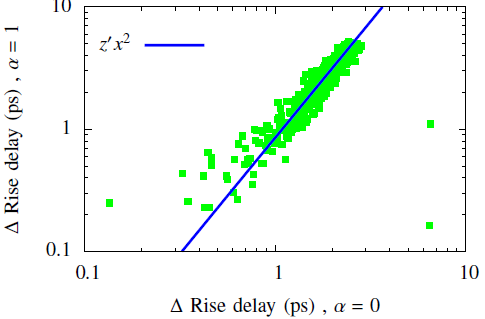 10
z′x²
Δ Rise delay (ps) , α = 1
1
0.1
0.1 1 10
Δ Rise delay (ps) , α = 0